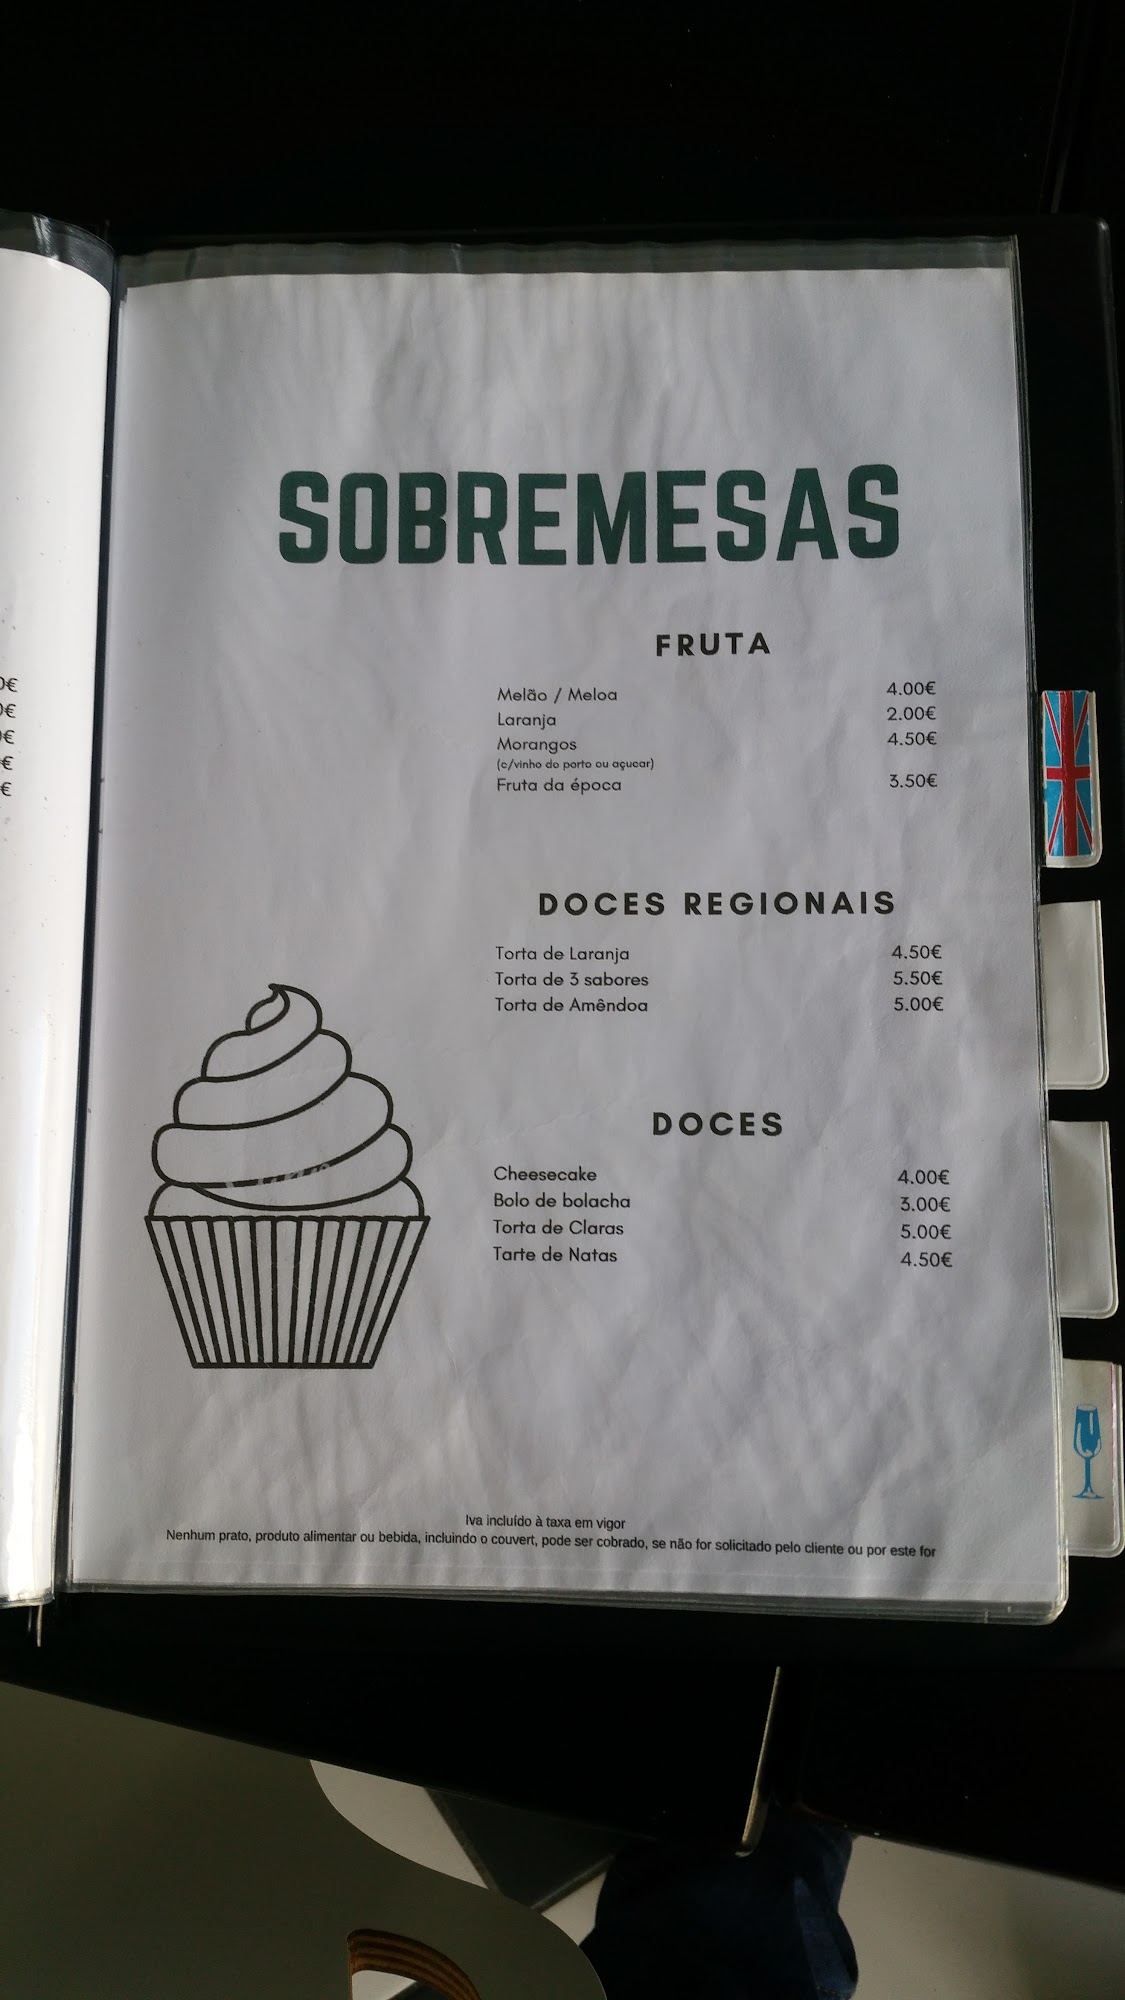 SOBREMESAS
FRUTA
Melão / Meloa 4.00€
Laranja 2.00€
Morangos 4.50€
(c/vinho do porto ou açucar)
Fruta da época 3.50€
DOCES REGIONAIS
Torta de Laranja 4.50€
Torta de 3 sabores 5.50€
Torta de Amêndoa 5.00€
DOCES
Cheesecake 4.00€
Bolo de bolacha 3.00€
Torta de Claras 5.00€
Tarte de Natas 4.50€
Iva incluído à taxa em vigor
Nenhum prato, produto alimentar ou bebida, incluindo o couvert, pode ser cobrado, se não for solicitado pelo cliente ou por este for